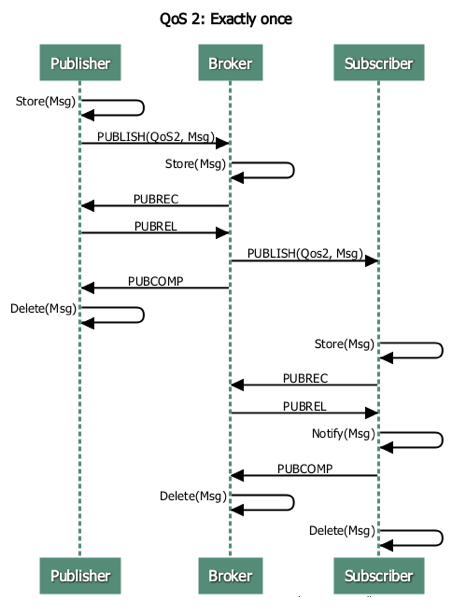 QoS 2: Exactly once
Publisher Broker Subscriber
Store(Msg)
PUBLISH(QoS2, Msg)
Store(Msg)
PUBREC
PUBREL
PUBLISH(Qos2, Msg)
PUBCOMP
Delete(Msg)
Store(Msg)
PUBREC
PUBREL
Notify(Msg)
PUBCOMP
Delete(Msg)
Delete(Msg)
Publisher Broker Subscriber